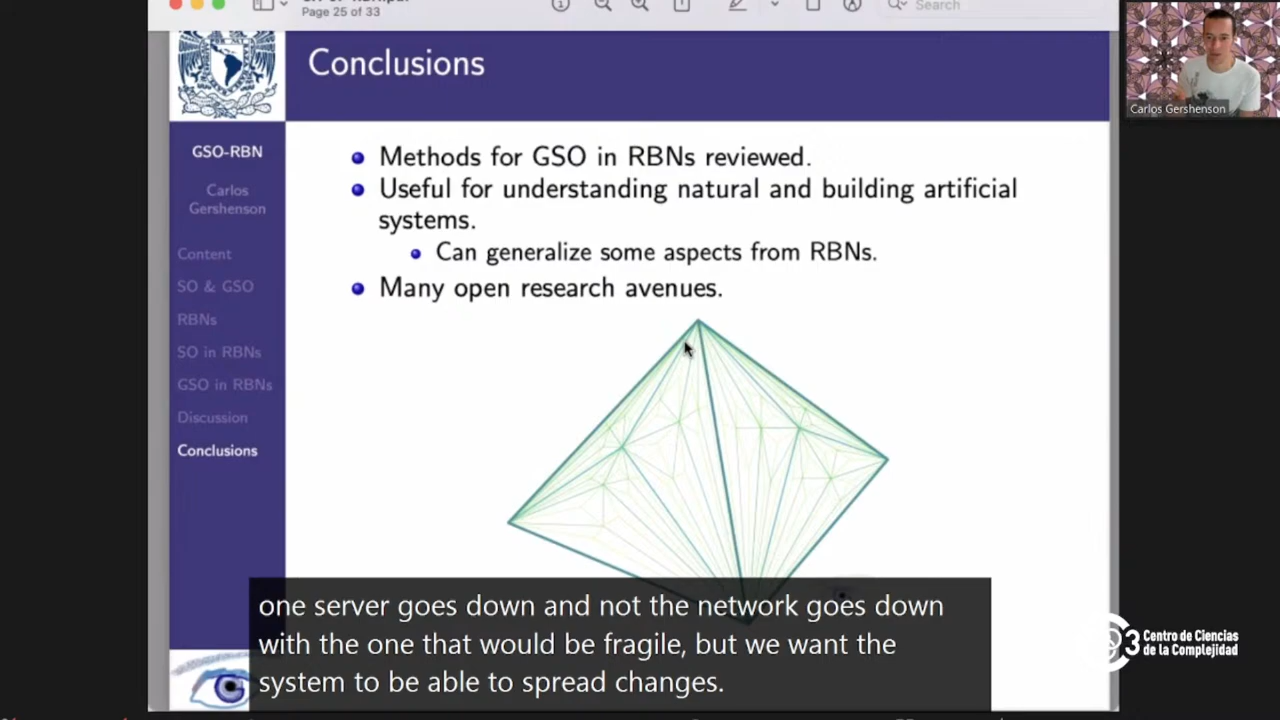 Page 25 of 33
Search
Conclusions
Carlos Gershenson
GSO-RBN
Carlos
Gershenson
Content
SO & GSO
RBNs
SO in RBNs
GSO in RBNs
Discussion
Conclusions
Methods for GSO in RBNs reviewed.
Useful for understanding natural and building artificial
systems.
Can generalize some aspects from RBNs.
Many open research avenues.
one server goes down and not the network goes down
with the one that would be fragile, but we want the
system to be able to spread changes.
C3 Centro de Ciencias
de la Complejidad